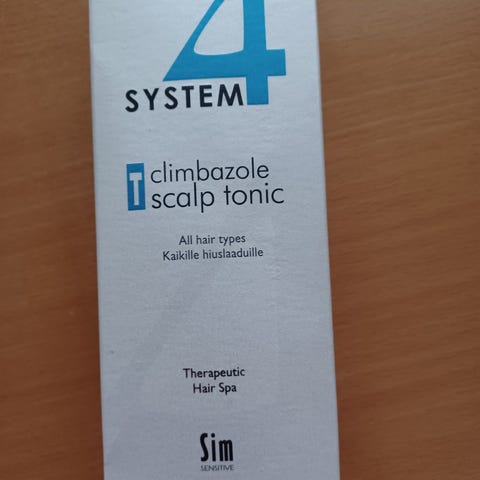 4
SYSTEM
T climbazole
scalp tonic
All hair types
Kaikille hiuslaaduille
Therapeutic
Hair Spa
Sim
SENSITIVE